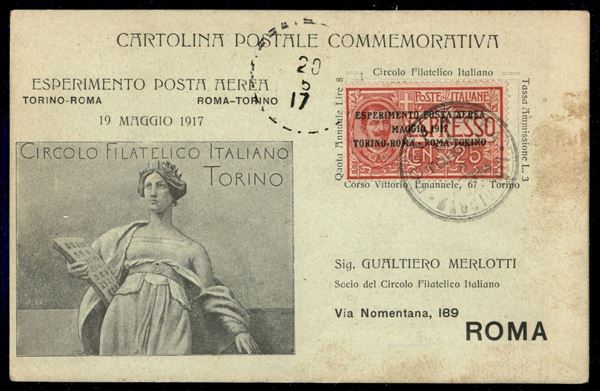 CARTOLINA POSTALE COMMEMORATIVA
ESPERIMENTO POSTA AEREA
TORINO-ROMA ROMA-TORINO
19 MAGGIO 1917
20
5
17
CIRCOLO FILATELICO ITALIANO
TORINO
Circolo Filatelico Italiano
Quota Annuale Lire 8
Tassa Ammissione L. 3
POSTE ITALIANE
ESPRESSO
ESPERIMENTO POSTA AEREA
MAGGIO 1917
TORINO-ROMA - ROMA-TORINO
CEN. 25
Corso Vittorio Emanuele, 67 - Torino
Sig. GUALTIERO MERLOTTI
Socio del Circolo Filatelico Italiano
Via Nomentana, 189
ROMA